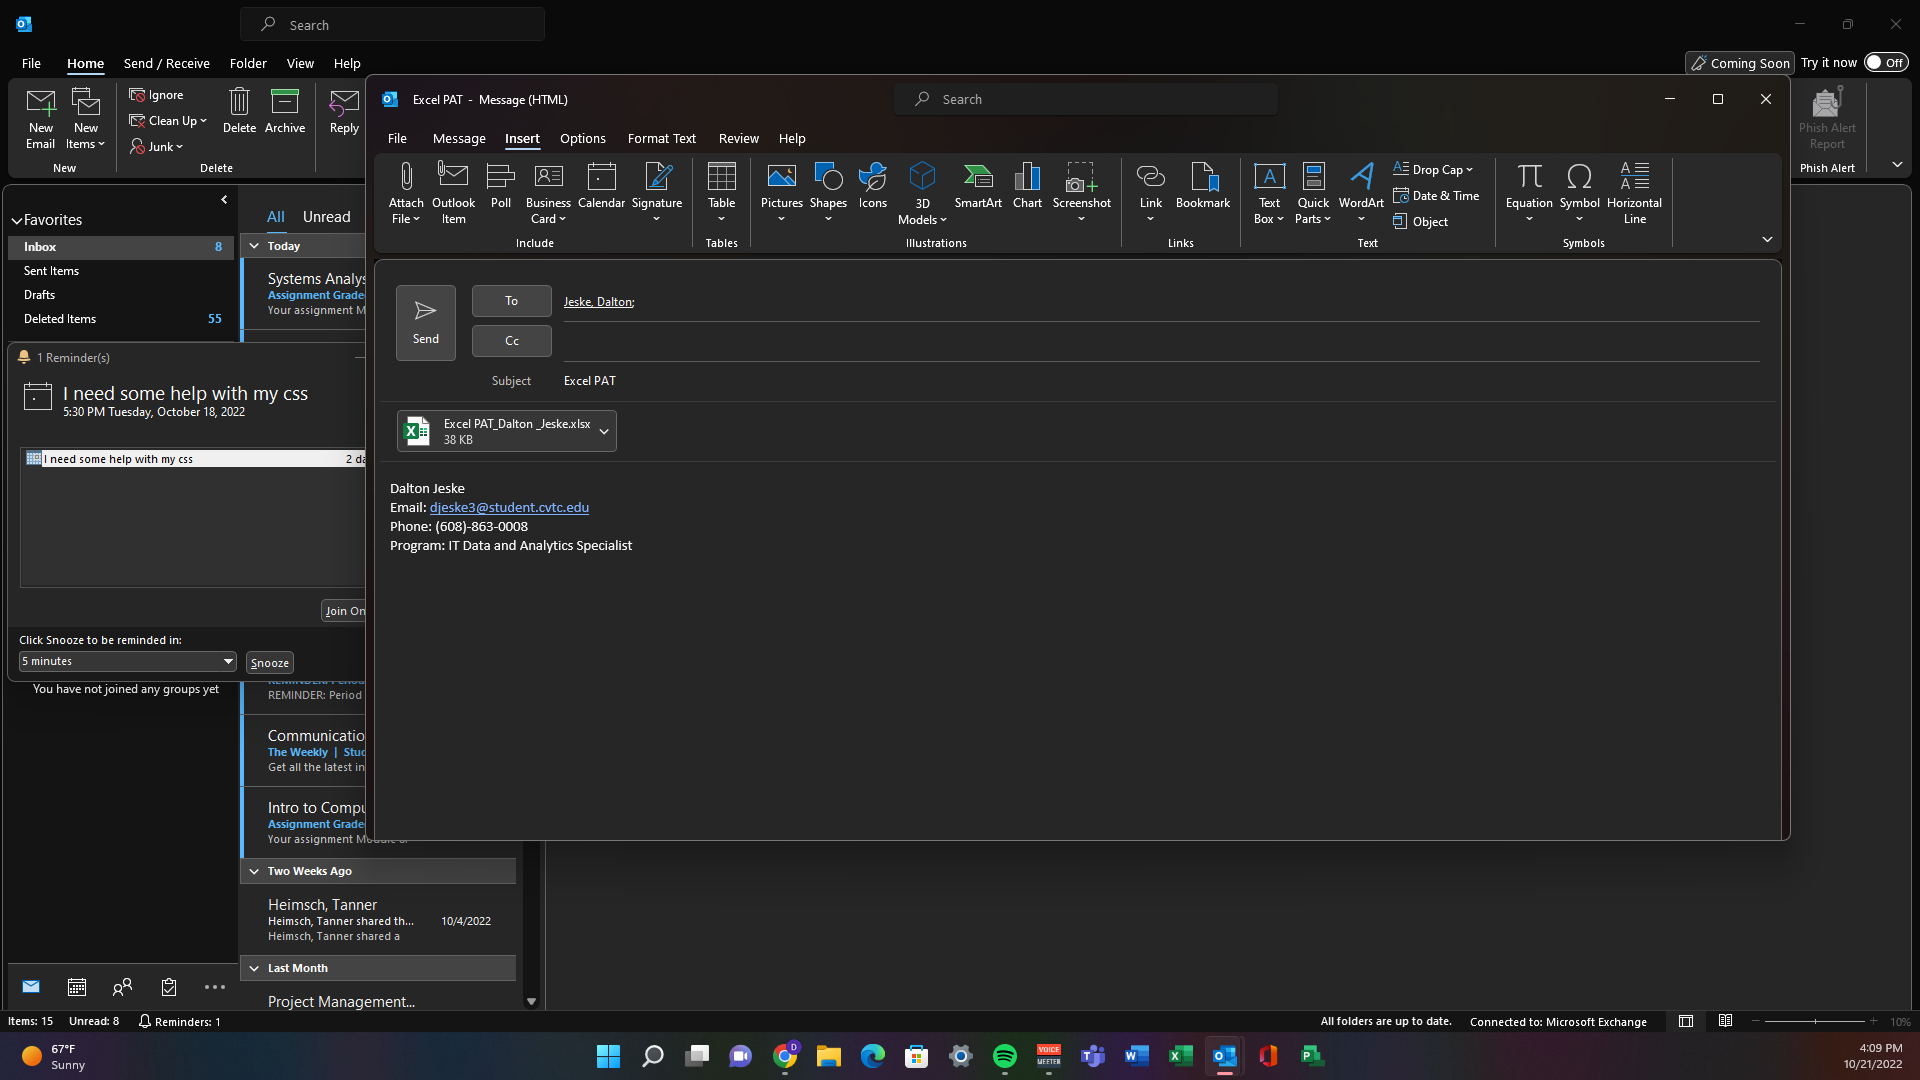 Search
File Home Send / Receive Folder View Help
Coming Soon Try it now Off
New Email
New Items
New
Ignore
Clean Up
Junk
Delete
Archive
Delete
Reply
Phish Alert Report
Phish Alert
Favorites
Inbox 8
Sent Items
Drafts
Deleted Items 55
All Unread
Today
Systems Analys
Assignment Grade
Your assignment M
1 Reminder(s)
I need some help with my css
5:30 PM Tuesday, October 18, 2022
I need some help with my css 2 da
Join On
Click Snooze to be reminded in:
5 minutes
Snooze
You have not joined any groups yet
REMINDER: Period
Communicatio
The Weekly | Stud
Get all the latest in
Intro to Compu
Assignment Grade
Your assignment
Two Weeks Ago
Heimsch, Tanner
Heimsch, Tanner shared th... 10/4/2022
Heimsch, Tanner shared a
Last Month
Project Management...
Excel PAT - Message (HTML)
Search
File Message Insert Options Format Text Review Help
Attach File
Outlook Item
Poll
Business Card
Calendar
Signature
Include
Table
Tables
Pictures
Shapes
Icons
3D Models
SmartArt
Chart
Screenshot
Illustrations
Link
Bookmark
Links
Text Box
Quick Parts
WordArt
Drop Cap
Date & Time
Object
Text
Equation
Symbol
Horizontal Line
Symbols
Send
To Jeske, Dalton;
Cc
Subject Excel PAT
Excel PAT_Dalton _Jeske.xlsx
38 KB
Dalton Jeske
Email: djeske3@student.cvtc.edu
Phone: (608)-863-0008
Program: IT Data and Analytics Specialist
Items: 15 Unread: 8 Reminders: 1
All folders are up to date. Connected to: Microsoft Exchange 10%
67°F
Sunny
4:09 PM
10/21/2022